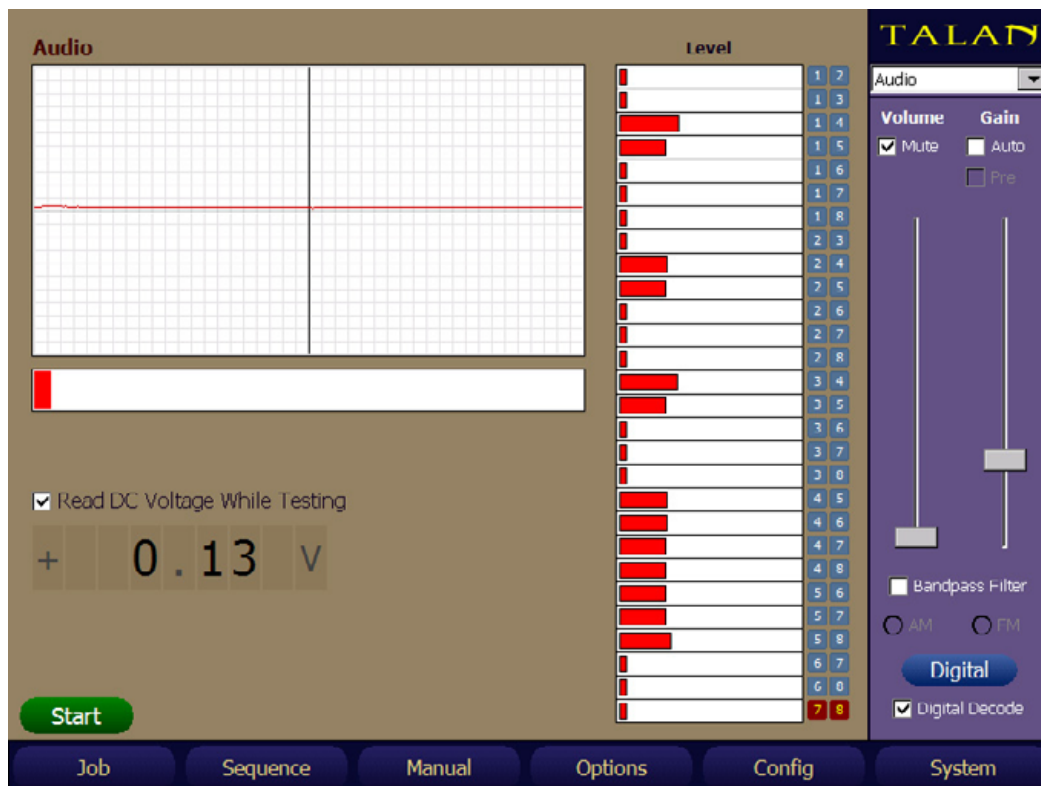 TALAN
Audio
Level
Audio
Volume Gain
Mute Auto
Pre
1 2
1 3
1 4
1 5
1 6
1 7
1 8
2 3
2 4
2 5
2 6
2 7
2 8
3 4
3 5
3 6
3 7
3 8
4 5
4 6
4 7
4 8
5 6
5 7
5 8
6 7
6 8
7 8
Read DC Voltage While Testing
+ 0.13 V
Bandpass Filter
AM FM
Digital
Digital Decode
Start
Job Sequence Manual Options Config System